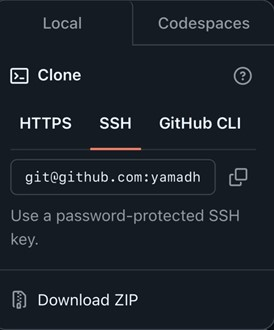 Local Codespaces
Clone
HTTPS SSH GitHub CLI
git@github.com:yamadh
Use a password-protected SSH
key.
Download ZIP